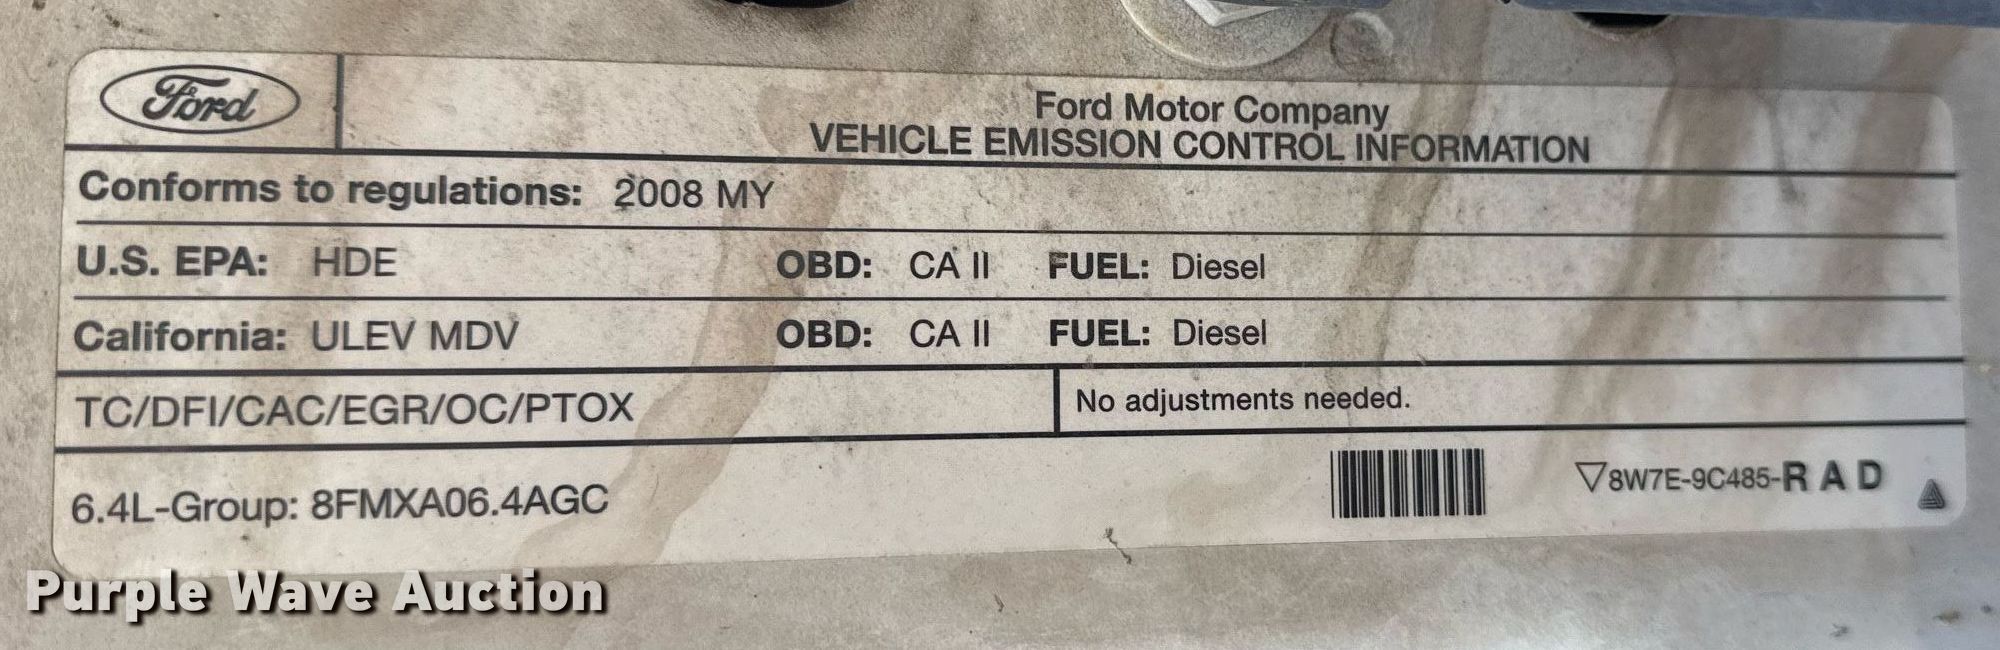 Ford
Ford Motor Company
VEHICLE EMISSION CONTROL INFORMATION
Conforms to regulations: 2008 MY
U.S. EPA: HDE OBD: CA II FUEL: Diesel
California: ULEV MDV OBD: CA II FUEL: Diesel
TC/DFI/CAC/EGR/OC/PTOX No adjustments needed.
6.4L-Group: 8FMXA06.4AGC ▽8W7E-9C485-R A D
Purple Wave Auction